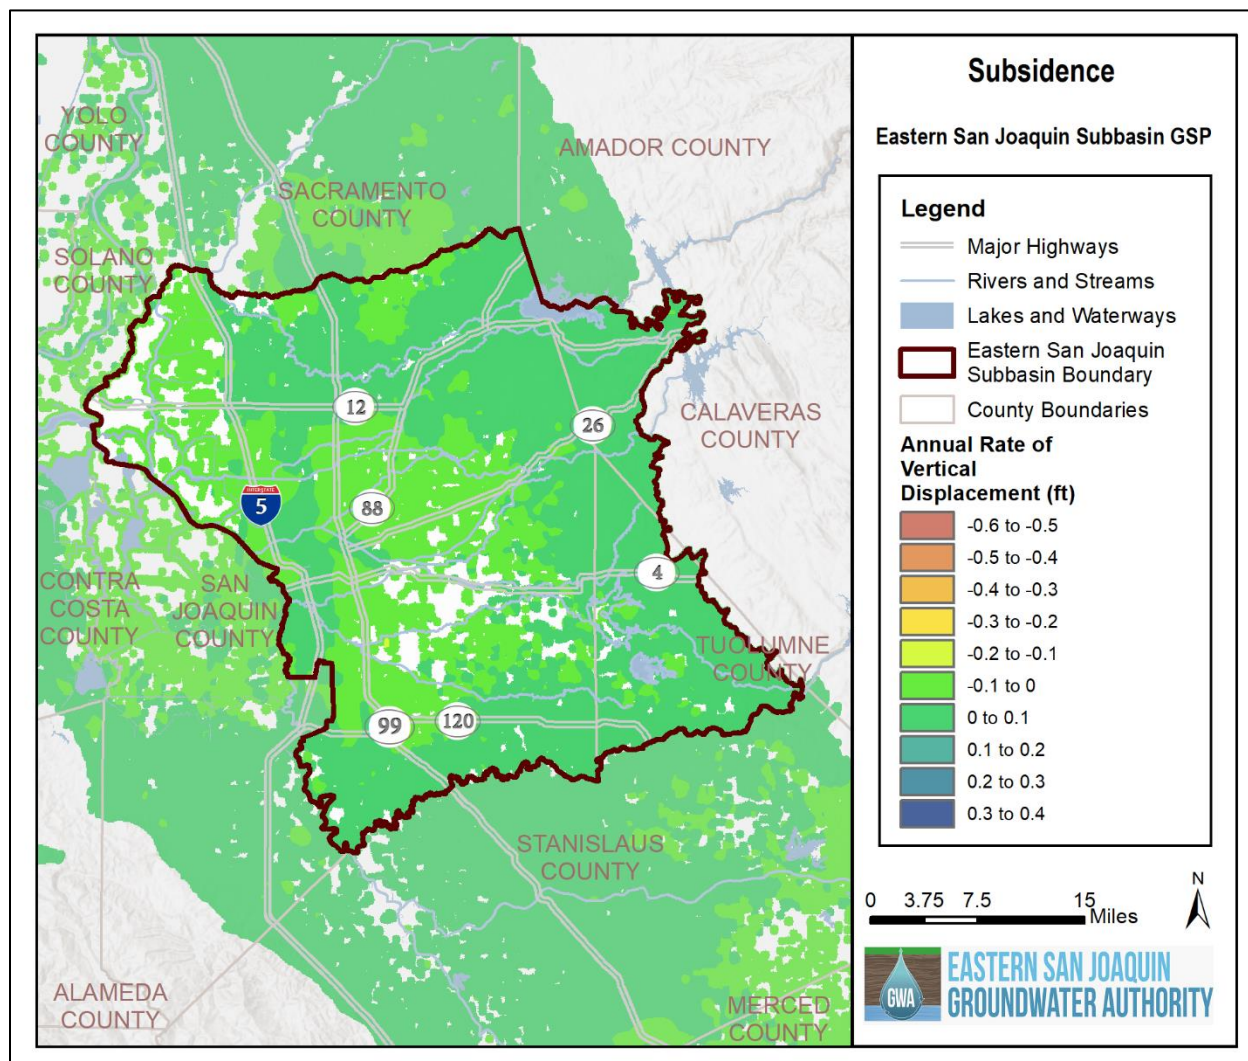 YOLO
COUNTY
AMADOR COUNTY
SACRAMENTO
COUNTY
SOLANO
COUNTY
12
26
CALAVERAS
COUNTY
INTERSTATE
5
88
4
CONTRA
COSTA
COUNTY
SAN
JOAQUIN
COUNTY
TUOLUMNE
COUNTY
99
120
STANISLAUS
COUNTY
ALAMEDA
COUNTY
MERCED
COUNTY
Subsidence
Eastern San Joaquin Subbasin GSP
Legend
Major Highways
Rivers and Streams
Lakes and Waterways
Eastern San Joaquin
Subbasin Boundary
County Boundaries
Annual Rate of
Vertical
Displacement (ft)
-0.6 to -0.5
-0.5 to -0.4
-0.4 to -0.3
-0.3 to -0.2
-0.2 to -0.1
-0.1 to 0
0 to 0.1
0.1 to 0.2
0.2 to 0.3
0.3 to 0.4
0 3.75 7.5 15
Miles
N
GWA
EASTERN SAN JOAQUIN
GROUNDWATER AUTHORITY